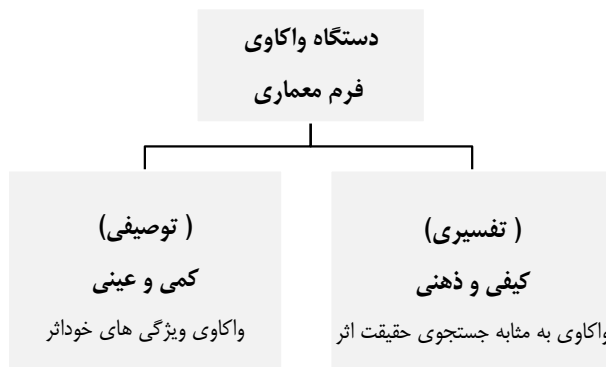 دستگاه واکاوی
فرم معماری
( تفسیری)
کیفی و ذهنی
واکاوی به مثابه جستجوی حقیقت اثر
( توصیفی)
کمی و عینی
واکاوی ویژگی های خوداثر